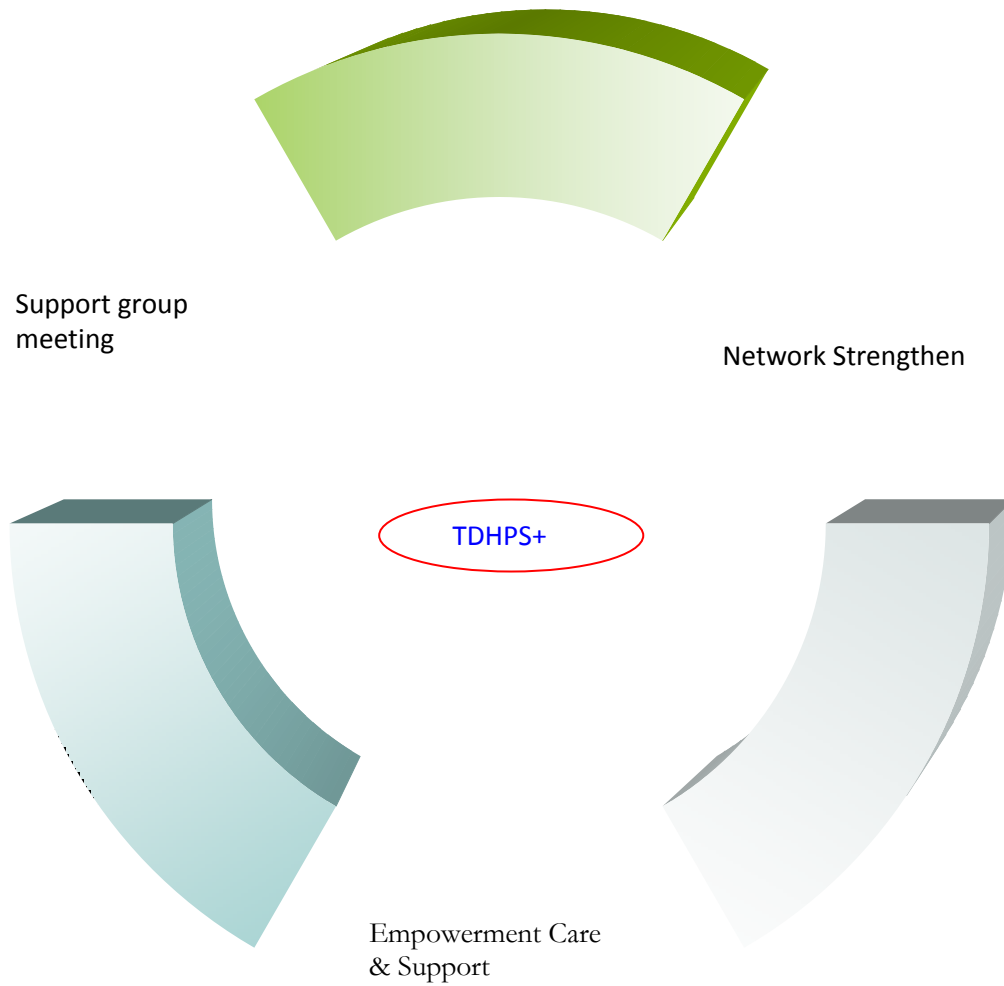 Support group
meeting
Network Strengthen
TDHPS+
Empowerment Care
& Support